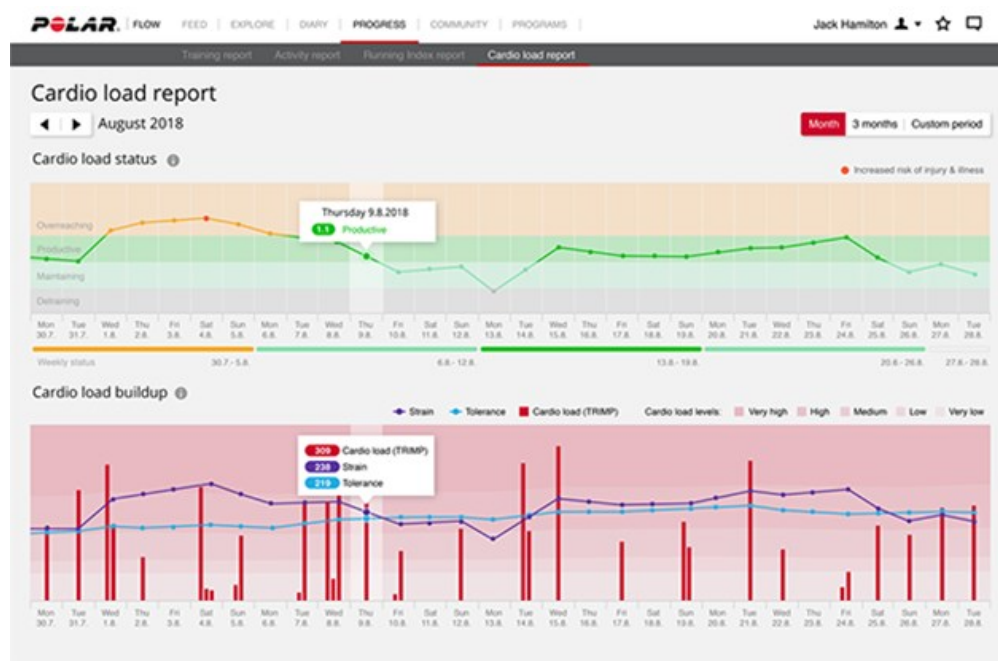 POLAR. | FLOW FEED | EXPLORE | DIARY | PROGRESS | COMMUNITY | PROGRAMS | Jack Hamilton
Training report Activity report Running Index report Cardio load report
Cardio load report
August 2018
Month 3 months Custom period
Cardio load status
Increased risk of injury & illness
Thursday 9.8.2018
1.1 Productive
Overreaching
Productive
Maintaining
Detraining
Mon Tue Wed Thu Fri Sat Sun Mon Tue Wed Thu Fri Sat Sun Mon Tue Wed Thu Fri Sat Sun Mon Tue Wed Thu Fri Sat Sun Mon Tue
30.7. 31.7. 1.8. 2.8. 3.8. 4.8. 5.8. 6.8. 7.8. 8.8. 9.8. 10.8. 11.8. 12.8. 13.8. 14.8. 15.8. 16.8. 17.8. 18.8. 19.8. 20.8. 21.8. 22.8. 23.8. 24.8. 25.8. 26.8. 27.8. 28.8.
Weekly status 30.7.- 5.8. 6.8.- 12.8. 13.8.- 19.8. 20.8.- 26.8. 27.8.- 28.8.
Cardio load buildup
Strain Tolerance Cardio load (TRIMP) Cardio load levels: Very high High Medium Low Very low
309 Cardio load (TRIMP)
238 Strain
219 Tolerance
Mon Tue Wed Thu Fri Sat Sun Mon Tue Wed Thu Fri Sat Sun Mon Tue Wed Thu Fri Sat Sun Mon Tue Wed Thu Fri Sat Sun Mon Tue
30.7. 31.7. 1.8. 2.8. 3.8. 4.8. 5.8. 6.8. 7.8. 8.8. 9.8. 10.8. 11.8. 12.8. 13.8. 14.8. 15.8. 16.8. 17.8. 18.8. 19.8. 20.8. 21.8. 22.8. 23.8. 24.8. 25.8. 26.8. 27.8. 28.8.